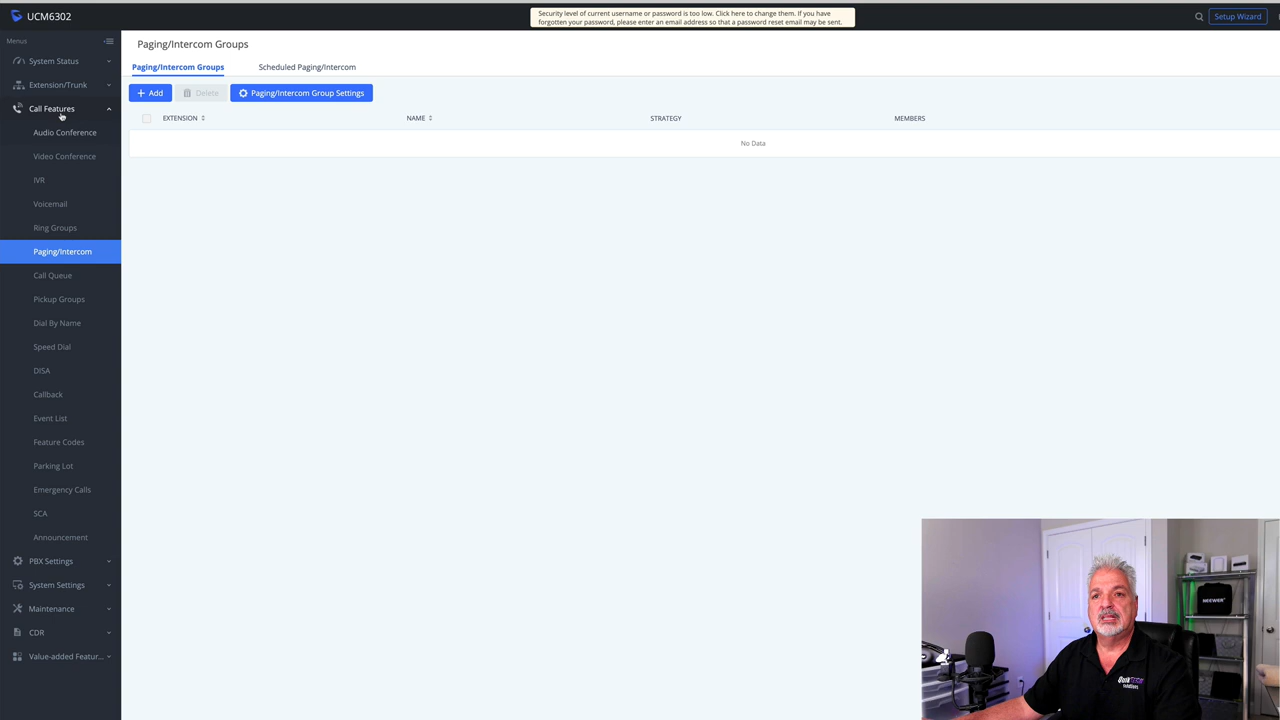 UCM6302
Security level of current username or password is too low. Click here to change them. If you have
forgotten your password, please enter an email address so that a password reset email may be sent.
Setup Wizard
Menus
System Status
Extension/Trunk
Call Features
Audio Conference
Video Conference
IVR
Voicemail
Ring Groups
Paging/Intercom
Call Queue
Pickup Groups
Dial By Name
Speed Dial
DISA
Callback
Event List
Feature Codes
Parking Lot
Emergency Calls
SCA
Announcement
PBX Settings
System Settings
Maintenance
CDR
Value-added Featur...
Paging/Intercom Groups
Paging/Intercom Groups Scheduled Paging/Intercom
+ Add Delete Paging/Intercom Group Settings
EXTENSION NAME STRATEGY MEMBERS
No Data
NEEWER